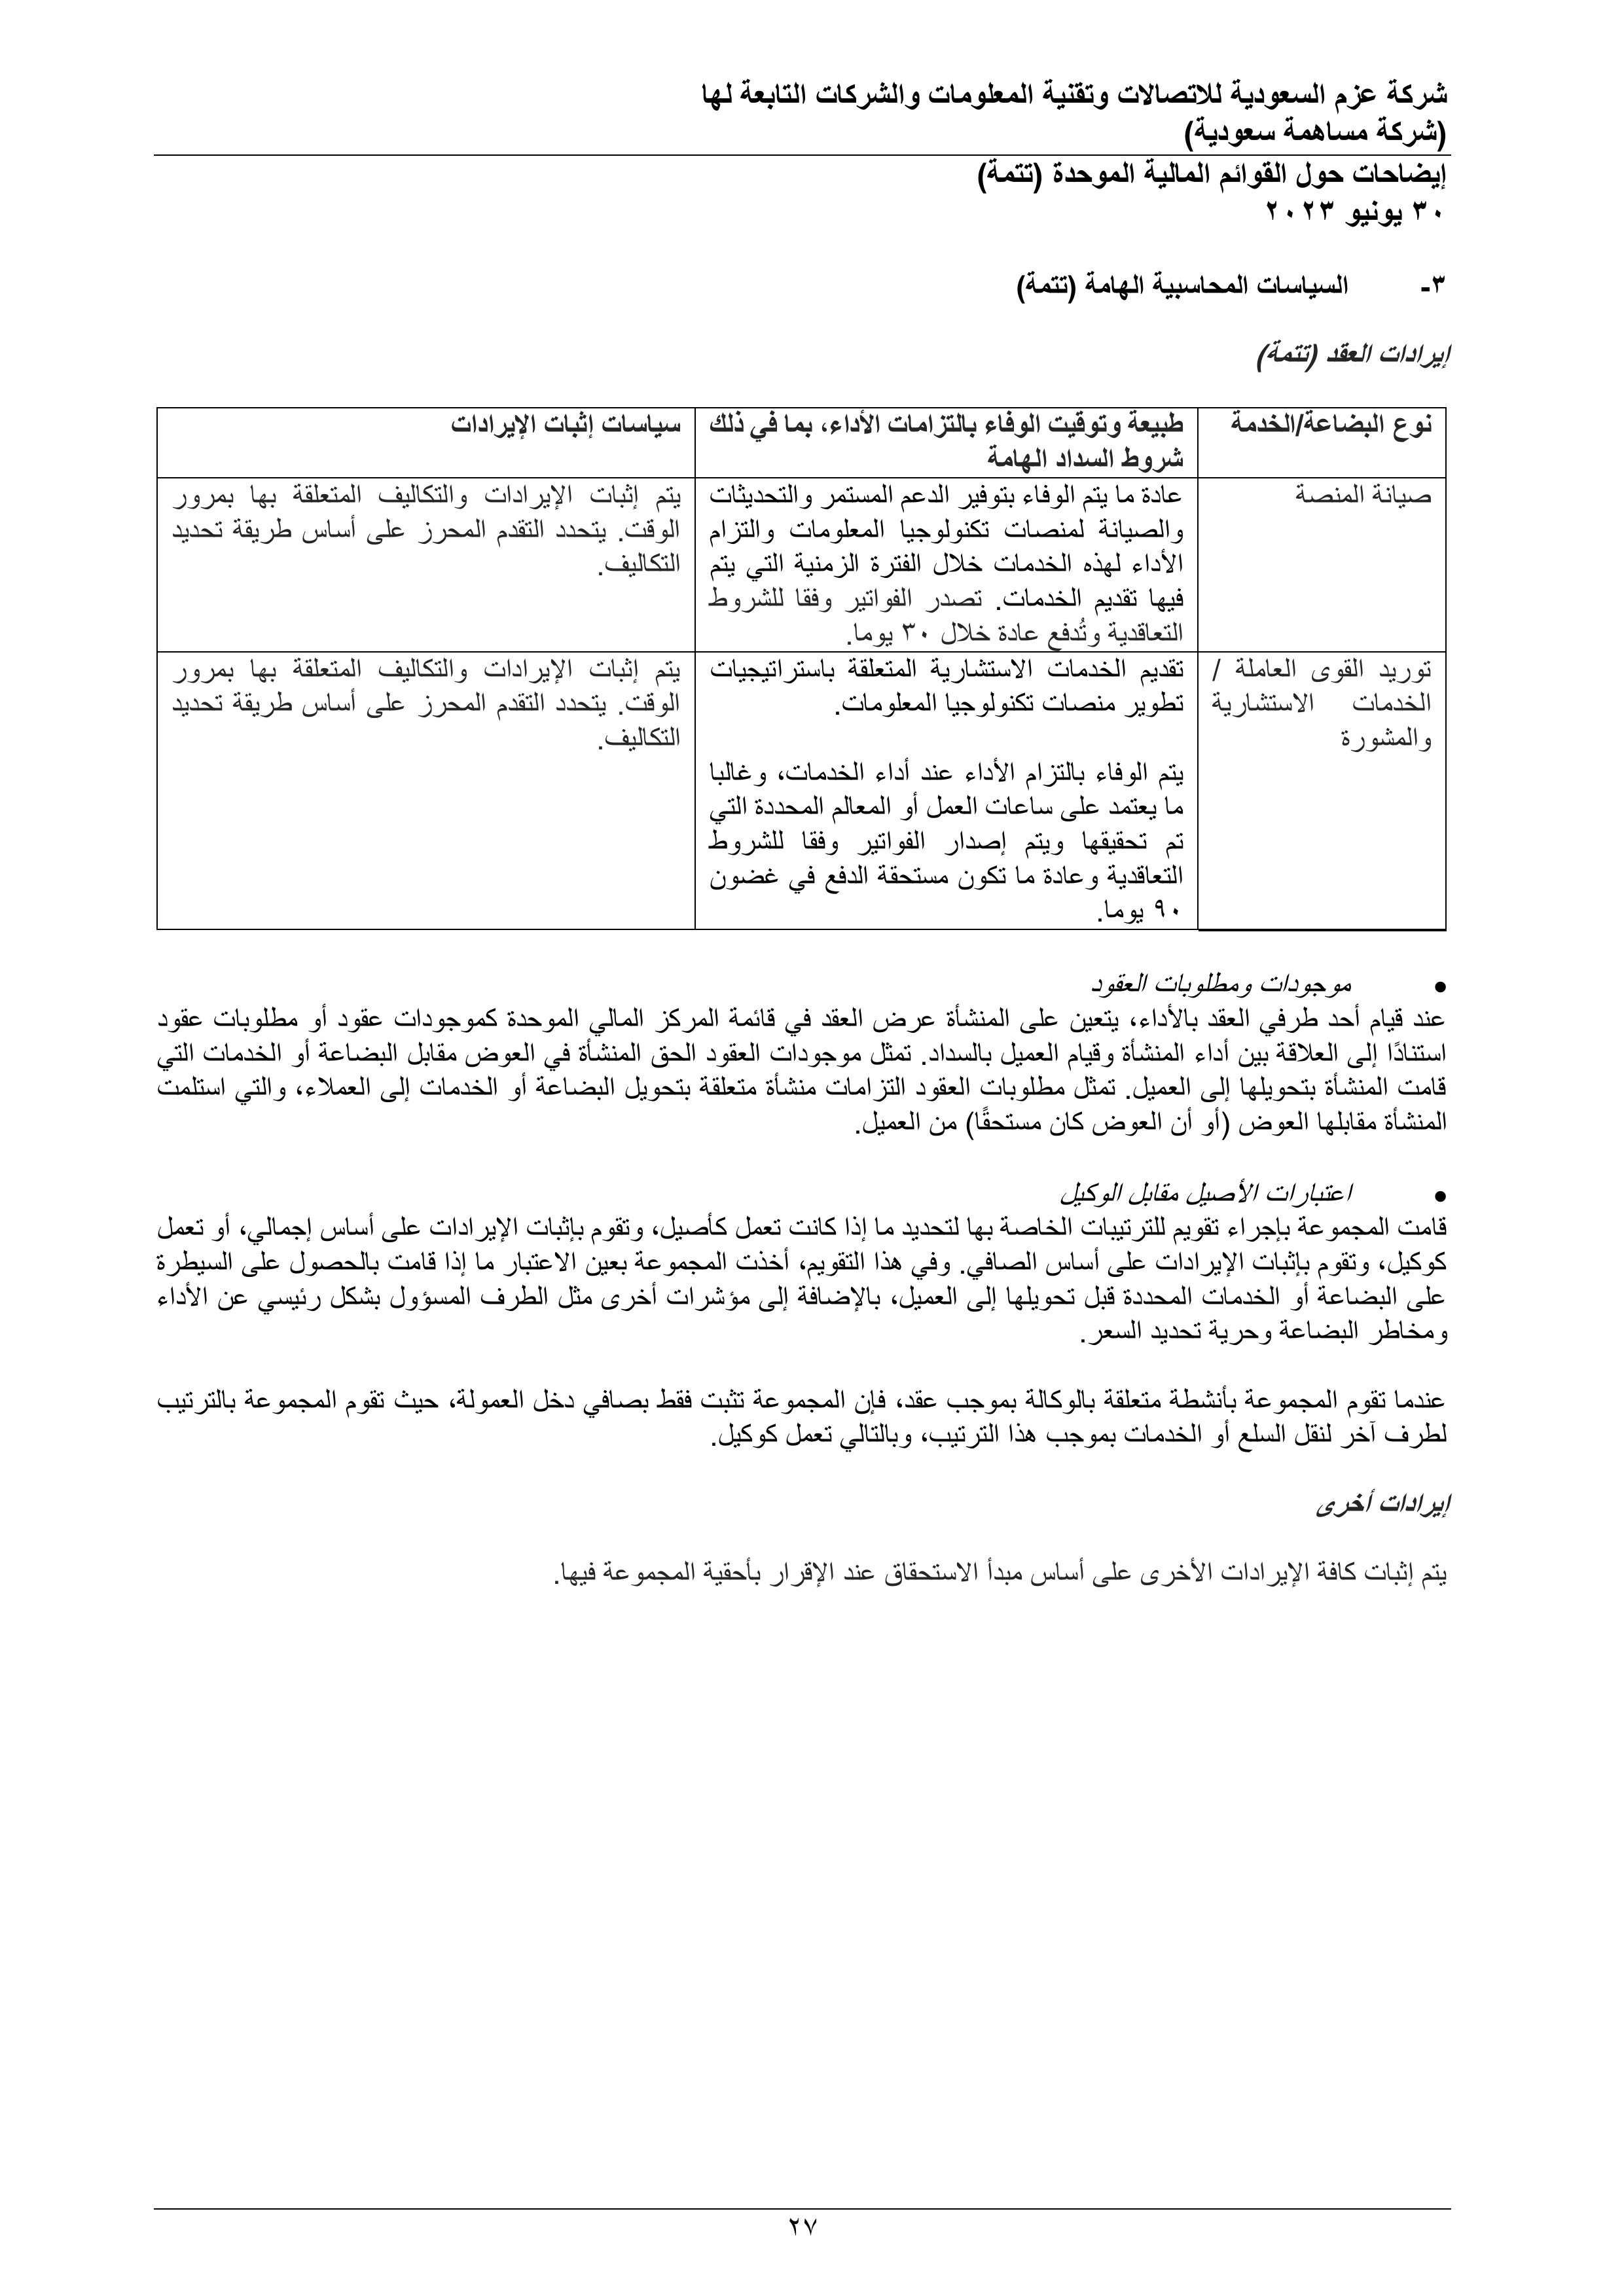 شركة عزم السعودية للاتصالات وتقنية المعلومات والشركات التابعة لها
(شركة مساهمة سعودية)
إيضاحات حول القوائم المالية الموحدة (تتمة)
٣٠ يونيو ٢٠٢٣
٣- السياسات المحاسبية الهامة (تتمة)
إيرادات العقد (تتمة)
نوع البضاعة/الخدمة
طبيعة وتوقيت الوفاء بالتزامات الأداء، بما في ذلك
شروط السداد الهامة
سياسات إثبات الإيرادات
صيانة المنصة
عادة ما يتم الوفاء بتوفير الدعم المستمر والتحديثات
والصيانة لمنصات تكنولوجيا المعلومات والتزام
الأداء لهذه الخدمات خلال الفترة الزمنية التي يتم
فيها تقديم الخدمات. تصدر الفواتير وفقا للشروط
التعاقدية وتُدفع عادة خلال ٣٠ يوما.
يتم إثبات الإيرادات والتكاليف المتعلقة بها بمرور
الوقت. يتحدد التقدم المحرز على أساس طريقة تحديد
التكاليف.
توريد القوى العاملة /
الخدمات الاستشارية
والمشورة
تقديم الخدمات الاستشارية المتعلقة باستراتيجيات
تطوير منصات تكنولوجيا المعلومات.
يتم الوفاء بالتزام الأداء عند أداء الخدمات، وغالبا
ما يعتمد على ساعات العمل أو المعالم المحددة التي
تم تحقيقها ويتم إصدار الفواتير وفقا للشروط
التعاقدية وعادة ما تكون مستحقة الدفع في غضون
٩٠ يوما.
يتم إثبات الإيرادات والتكاليف المتعلقة بها بمرور
الوقت. يتحدد التقدم المحرز على أساس طريقة تحديد
التكاليف.
• موجودات ومطلوبات العقود
عند قيام أحد طرفي العقد بالأداء، يتعين على المنشأة عرض العقد في قائمة المركز المالي الموحدة كموجودات عقود أو مطلوبات عقود
استنادًا إلى العلاقة بين أداء المنشأة وقيام العميل بالسداد. تمثل موجودات العقود الحق المنشأة في العوض مقابل البضاعة أو الخدمات التي
قامت المنشأة بتحويلها إلى العميل. تمثل مطلوبات العقود التزامات منشأة متعلقة بتحويل البضاعة أو الخدمات إلى العملاء، والتي استلمت
المنشأة مقابلها العوض (أو أن العوض كان مستحقًا) من العميل.
• اعتبارات الأصيل مقابل الوكيل
قامت المجموعة بإجراء تقويم للترتيبات الخاصة بها لتحديد ما إذا كانت تعمل كأصيل، وتقوم بإثبات الإيرادات على أساس إجمالي، أو تعمل
كوكيل، وتقوم بإثبات الإيرادات على أساس الصافي. وفي هذا التقويم، أخذت المجموعة بعين الاعتبار ما إذا قامت بالحصول على السيطرة
على البضاعة أو الخدمات المحددة قبل تحويلها إلى العميل، بالإضافة إلى مؤشرات أخرى مثل الطرف المسؤول بشكل رئيسي عن الأداء
ومخاطر البضاعة وحرية تحديد السعر.
عندما تقوم المجموعة بأنشطة متعلقة بالوكالة بموجب عقد، فإن المجموعة تثبت فقط بصافي دخل العمولة، حيث تقوم المجموعة بالترتيب
لطرف آخر لنقل السلع أو الخدمات بموجب هذا الترتيب، وبالتالي تعمل كوكيل.
إيرادات أخرى
يتم إثبات كافة الإيرادات الأخرى على أساس مبدأ الاستحقاق عند الإقرار بأحقية المجموعة فيها.
٢٧